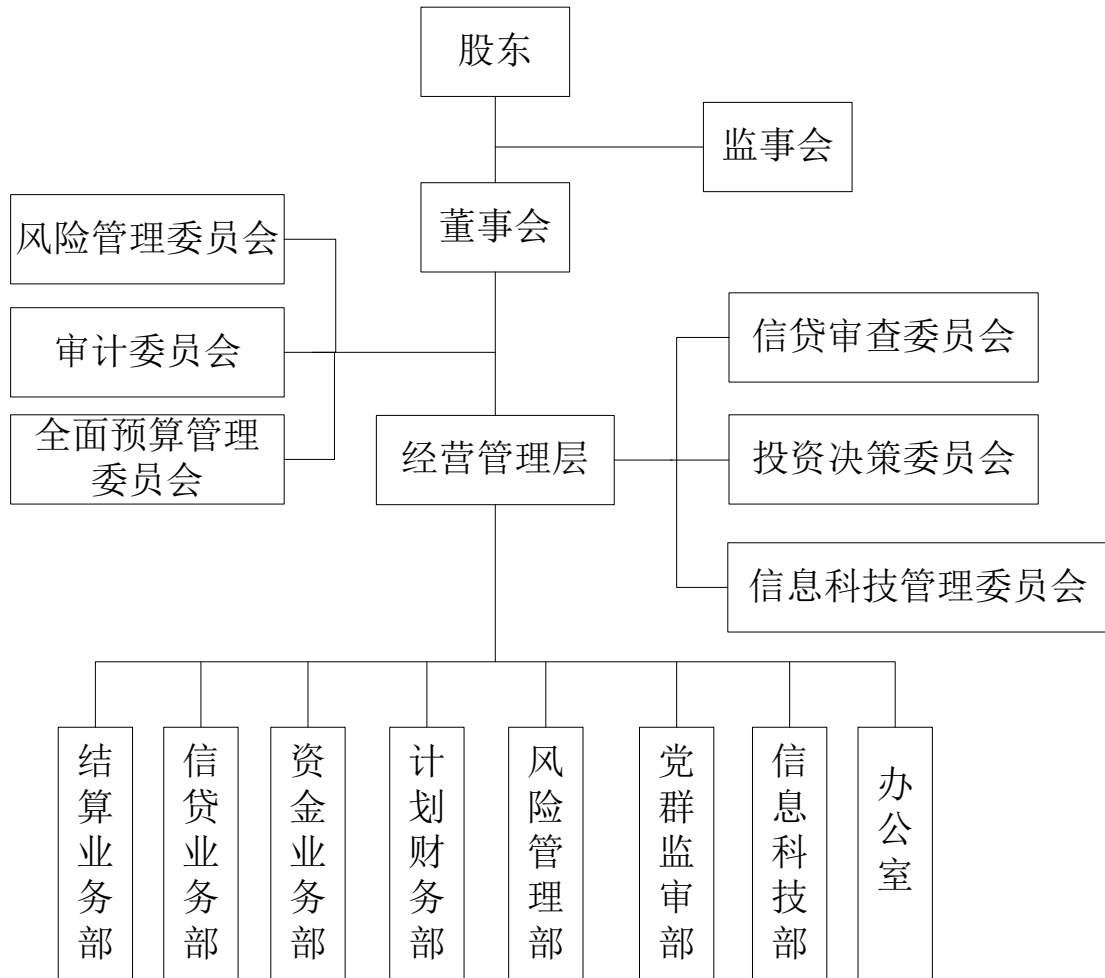 股东
监事会
董事会
风险管理委员会
审计委员会
全面预算管理
委员会
经营管理层
信贷审查委员会
投资决策委员会
信息科技管理委员会
结算业务部
信贷业务部
资金业务部
计划财务部
风险管理部
党群监审部
信息科技部
办公室